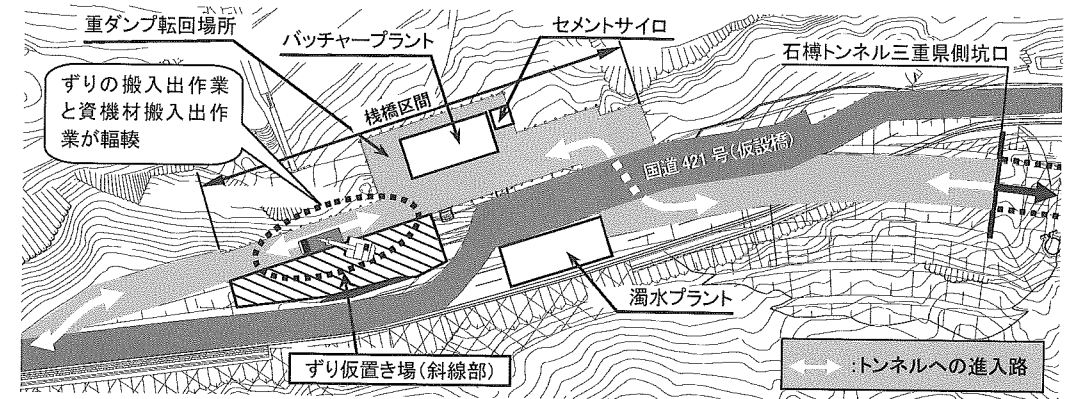 重ダンプ転回場所
バッチャープラント
セメントサイロ
石榑トンネル三重県側坑口
ずりの搬入出作業
と資機材搬入出作
業が輻輳
桟橋区間
国道421号(仮設橋)
濁水プラント
ずり仮置き場(斜線部)
:トンネルへの進入路